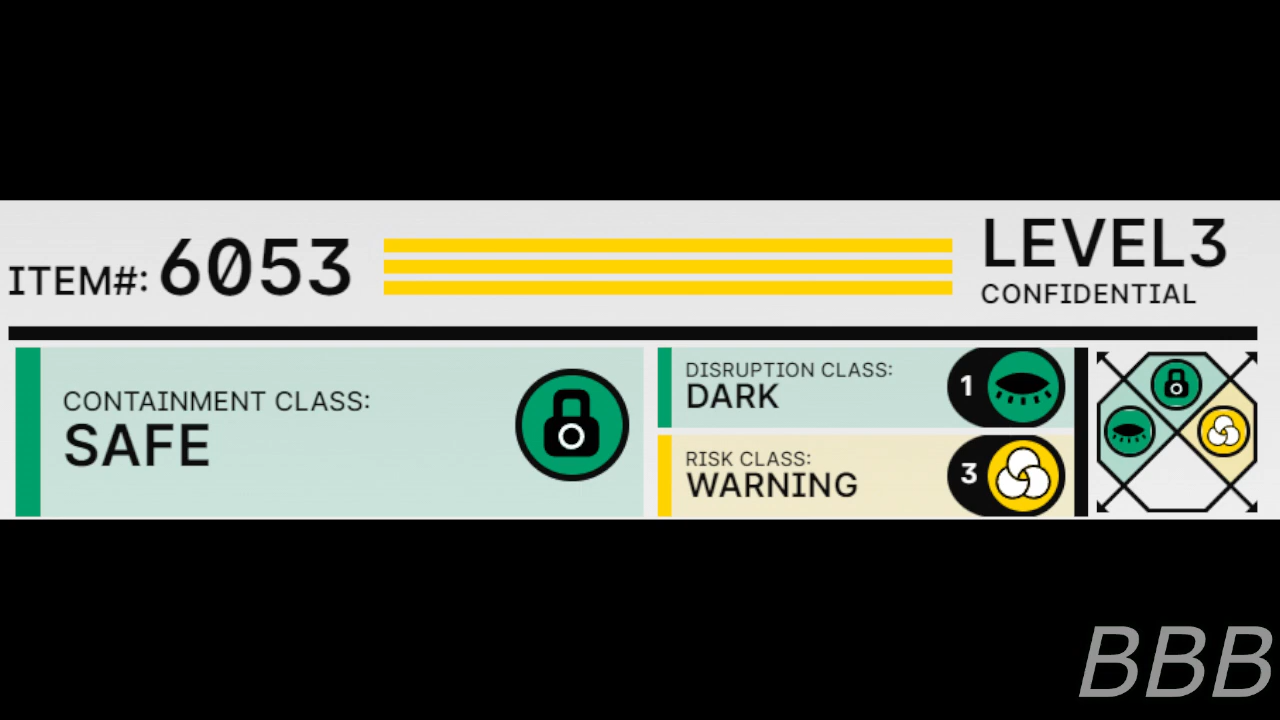 ITEM#: 6053
LEVEL3
CONFIDENTIAL
CONTAINMENT CLASS:
SAFE
DISRUPTION CLASS:
DARK
1
RISK CLASS:
WARNING
3
BBB